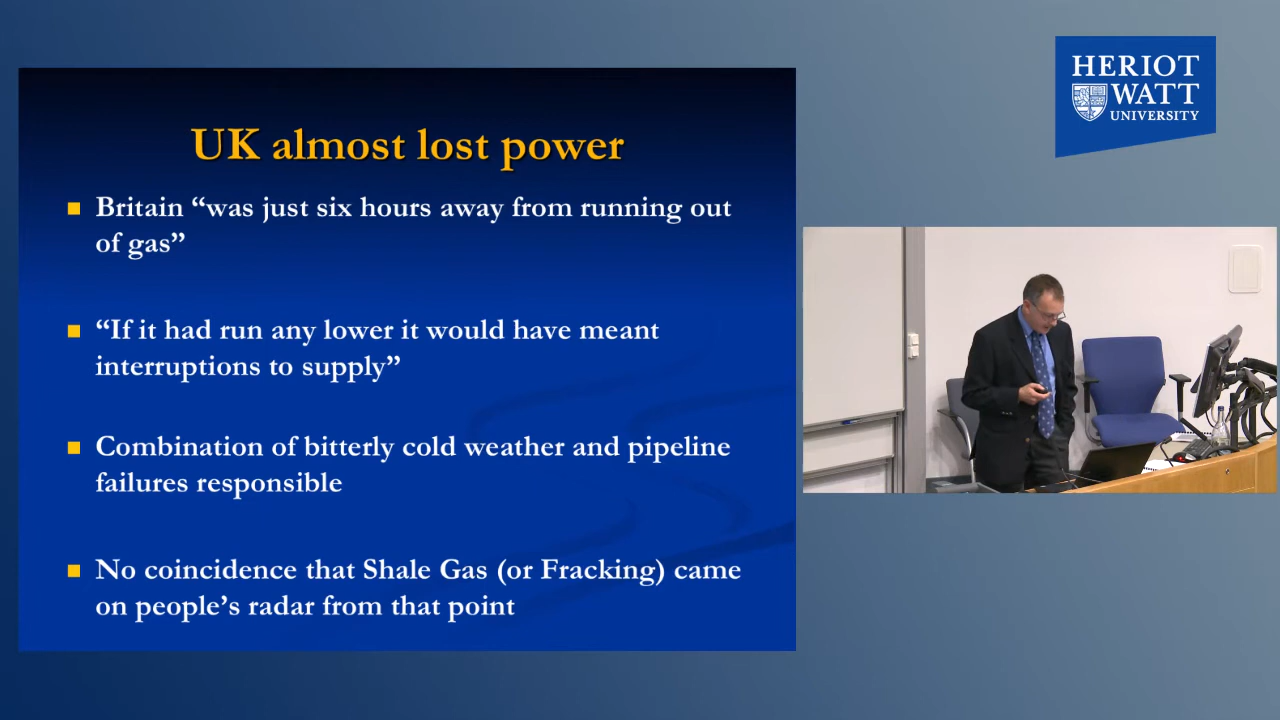 HERIOT
WATT
UNIVERSITY
UK almost lost power
Britain “was just six hours away from running out
of gas”
“If it had run any lower it would have meant
interruptions to supply”
Combination of bitterly cold weather and pipeline
failures responsible
No coincidence that Shale Gas (or Fracking) came
on people’s radar from that point